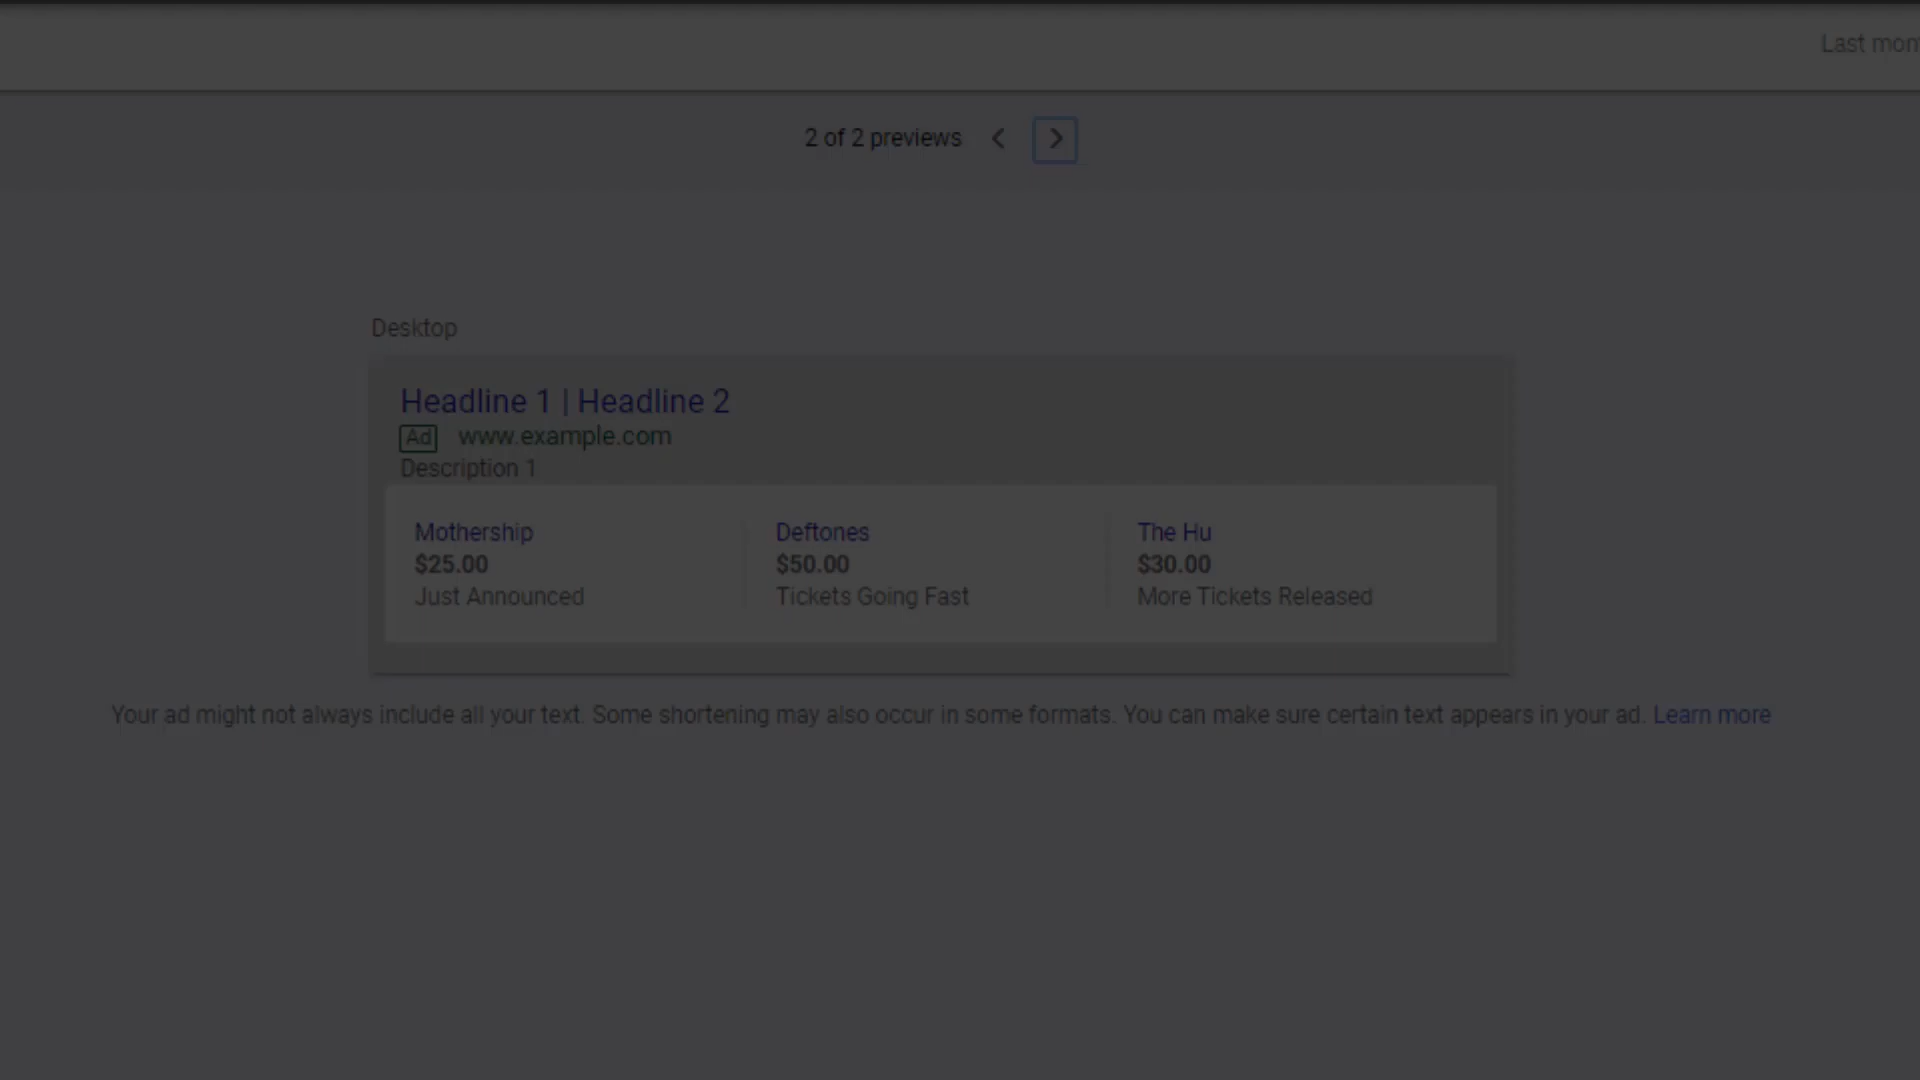 Last mon
2 of 2 previews
Desktop
Headline 1 | Headline 2
Ad www.example.com
Description 1
Mothership Deftones The Hu
$25.00 $50.00 $30.00
Just Announced Tickets Going Fast More Tickets Released
Your ad might not always include all your text. Some shortening may also occur in some formats. You can make sure certain text appears in your ad. Learn more